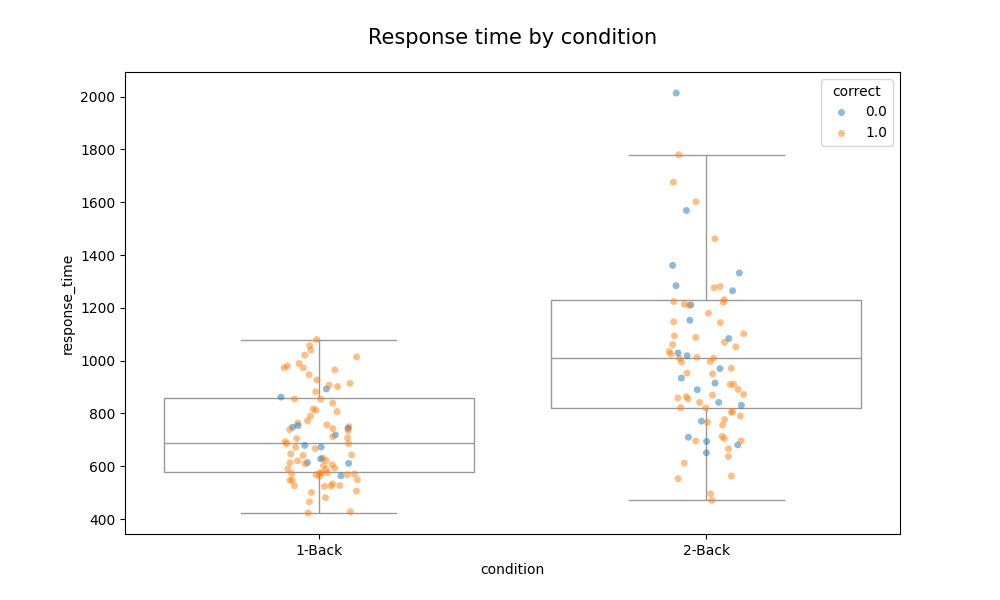 Response time by condition
correct
0.0
1.0
response_time
2000
1800
1600
1400
1200
1000
800
600
400
1-Back
2-Back
condition